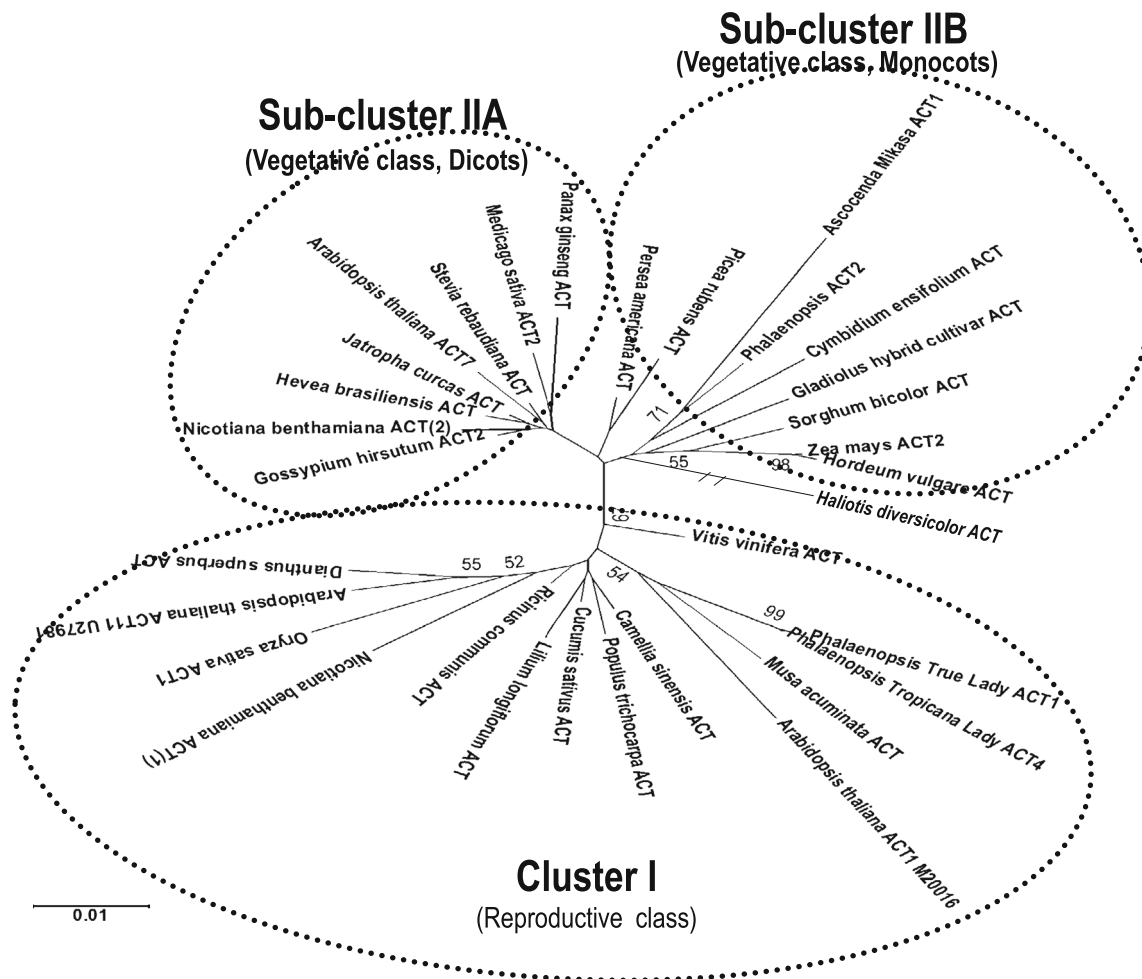 Sub-cluster IIB
(Vegetative class, Monocots)
Sub-cluster IIA
(Vegetative class, Dicots)
Ascocenda Mikasa ACT1
Phalaenopsis ACT2
Cymbidium ensifolium ACT
Gladiolus hybrid cultivar ACT
Sorghum bicolor ACT
Zea mays ACT2
Hordeum vulgare ACT
Haliotis diversicolor ACT
Picea rubens ACT
Persea americana ACT
Panax ginseng ACT
Medicago sativa ACT2
Stevia rebaudiana ACT
Arabidopsis thaliana ACT7
Jatropha curcas ACT
Hevea brasiliensis ACT
Nicotiana benthamiana ACT(2)
Gossypium hirsutum ACT2
71
55
98
69
Vitis vinifera ACT
Dianthus superbus ACT
Arabidopsis thaliana ACT11 U27981
Oryza sativa ACT1
Nicotiana benthamiana ACT(1)
55
52
Ricinus communis ACT
Lilium longiflorum ACT
Cucumis sativus ACT
Populus trichocarpa ACT
Camellia sinensis ACT
54
99
Phalaenopsis True Lady ACT1
Phalaenopsis Tropicana Lady ACT4
Musa acuminata ACT
Arabidopsis thaliana ACT1 M20016
Cluster I
(Reproductive class)
0.01